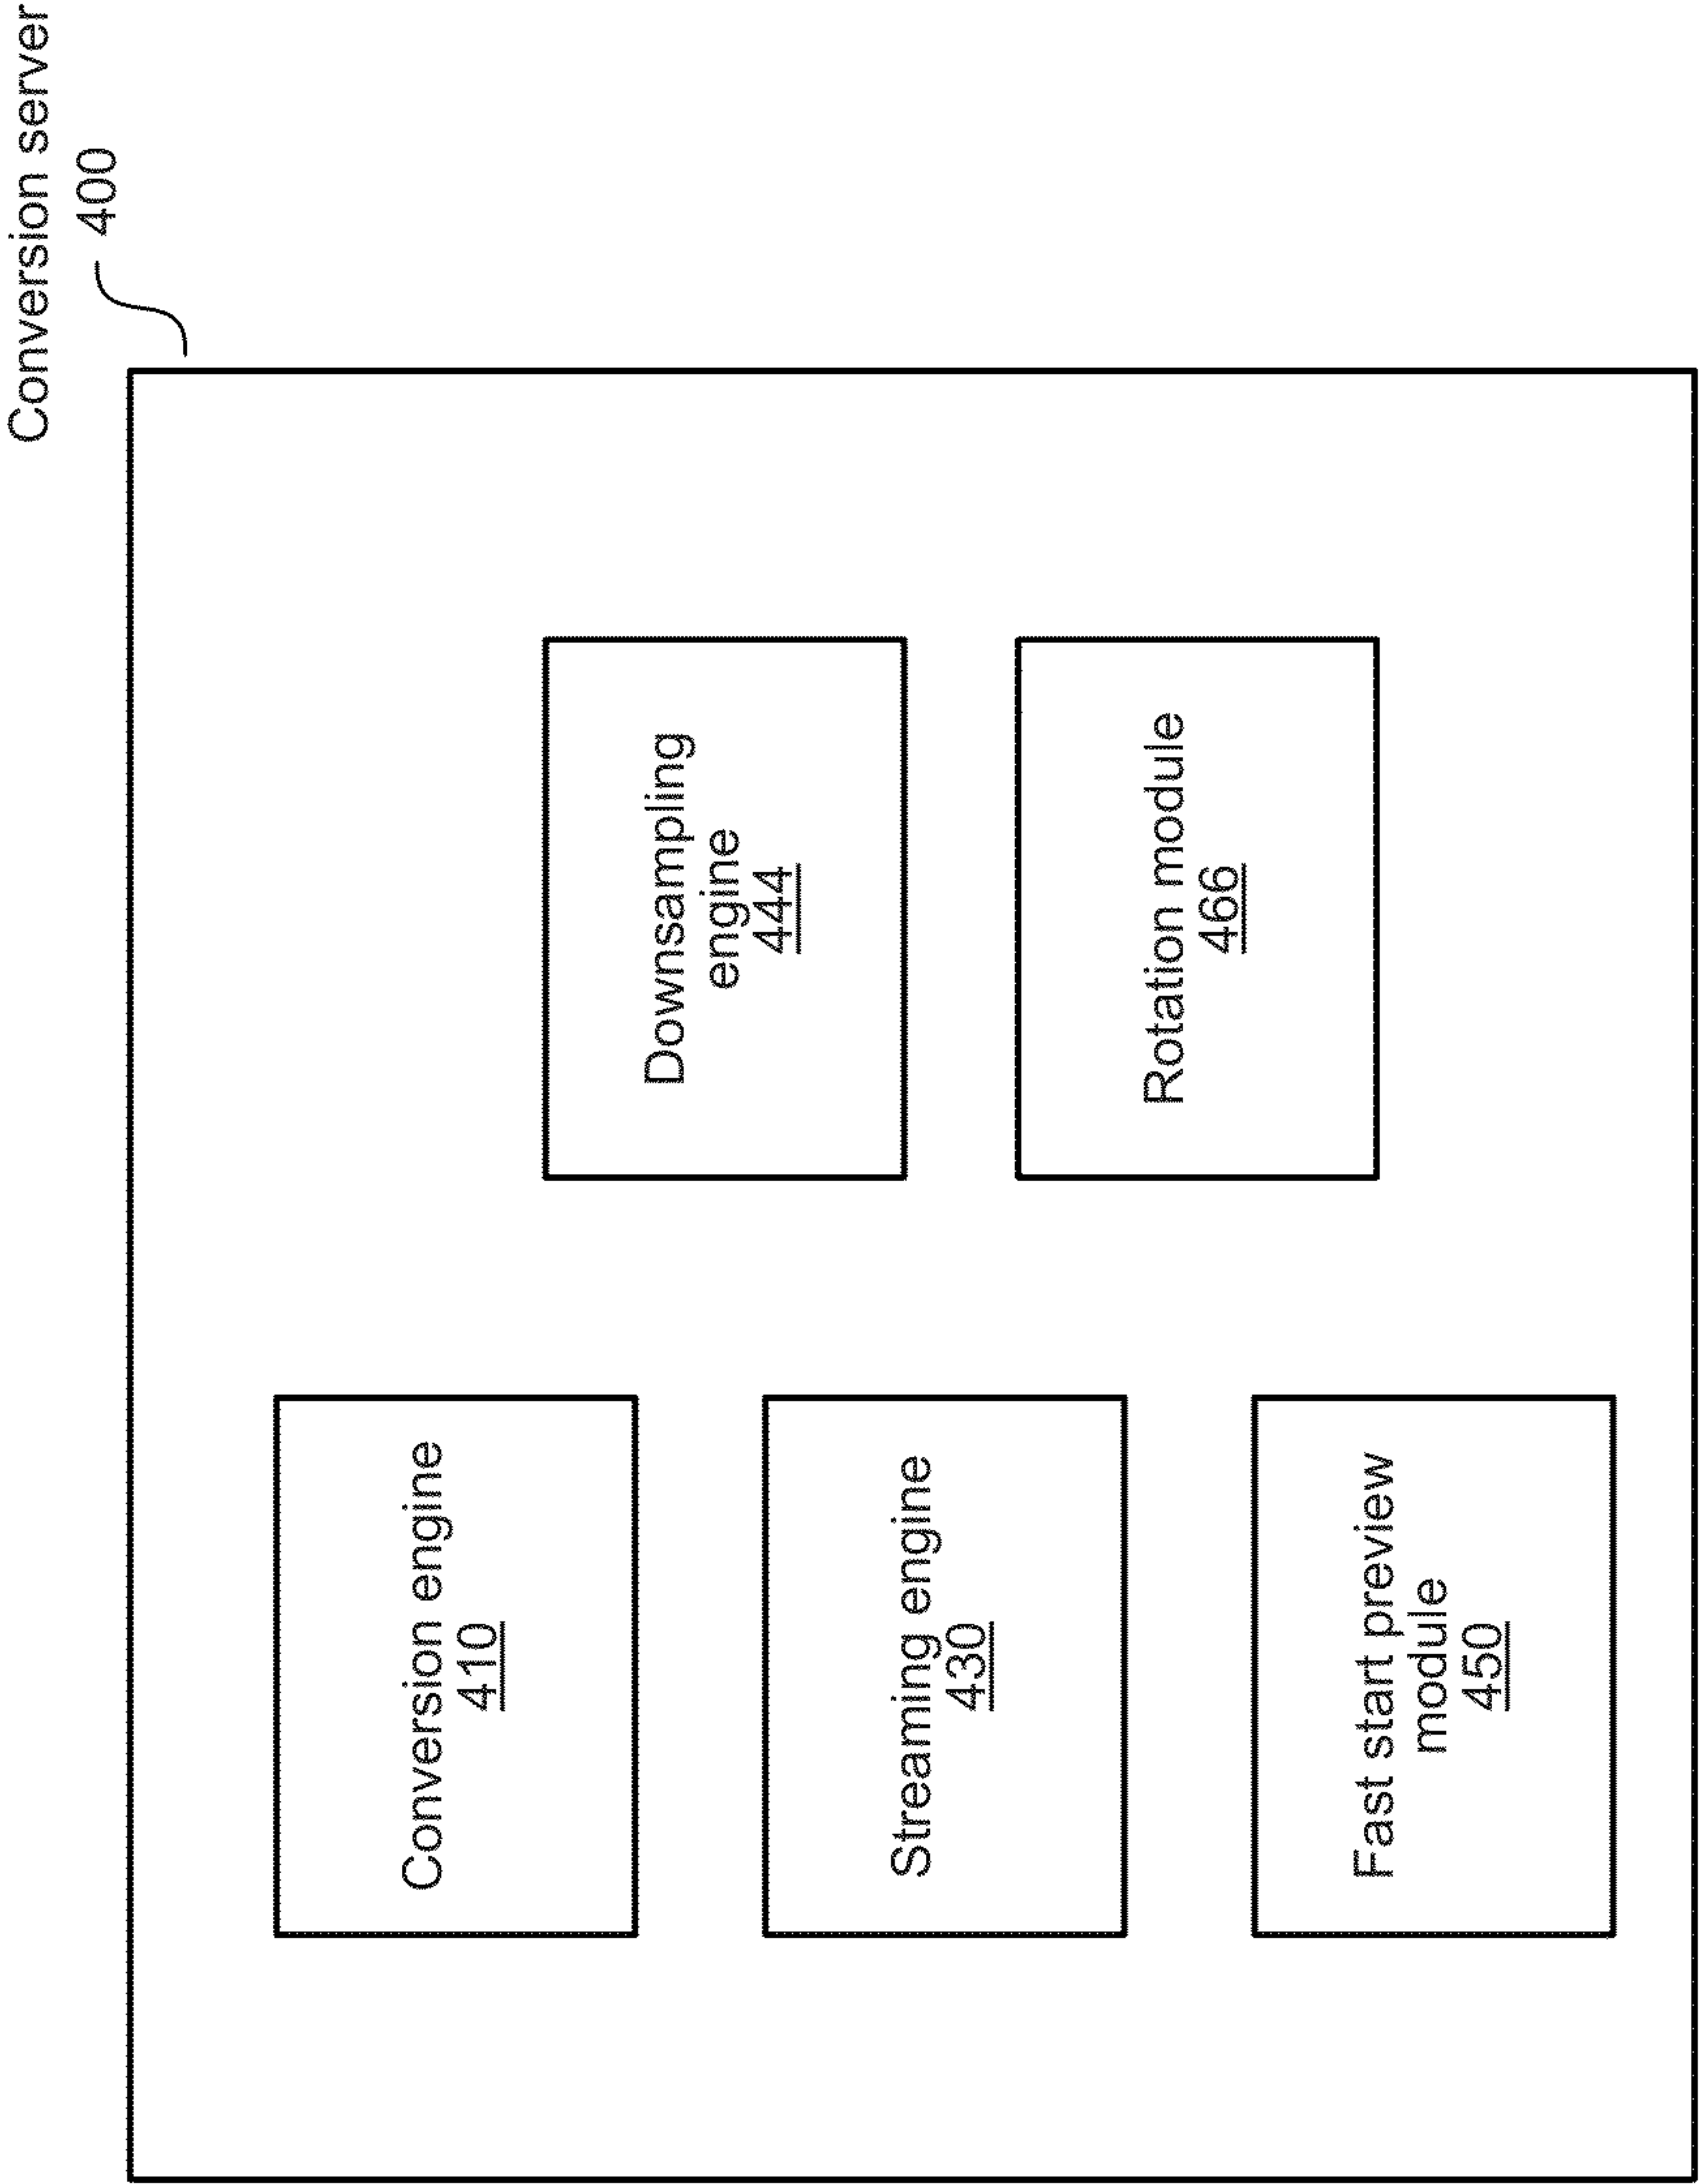 Conversion server
400
Conversion engine
410
Streaming engine
430
Fast start preview
module
450
Downsampling
engine
444
Rotation module
466